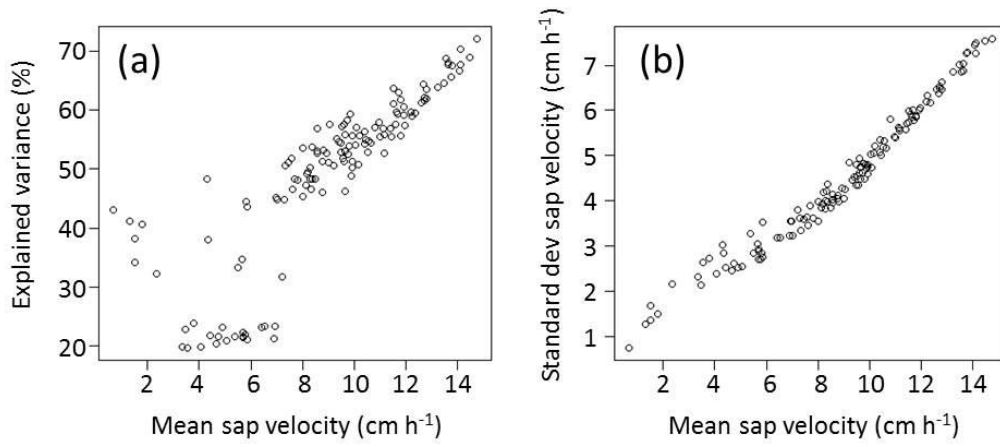 (a)
Explained variance (%)
70
60
50
40
30
20
2 4 6 8 10 12 14
Mean sap velocity (cm h⁻¹)
(b)
Standard dev sap velocity (cm h⁻¹)
7
6
5
4
3
2
1
2 4 6 8 10 12 14
Mean sap velocity (cm h⁻¹)